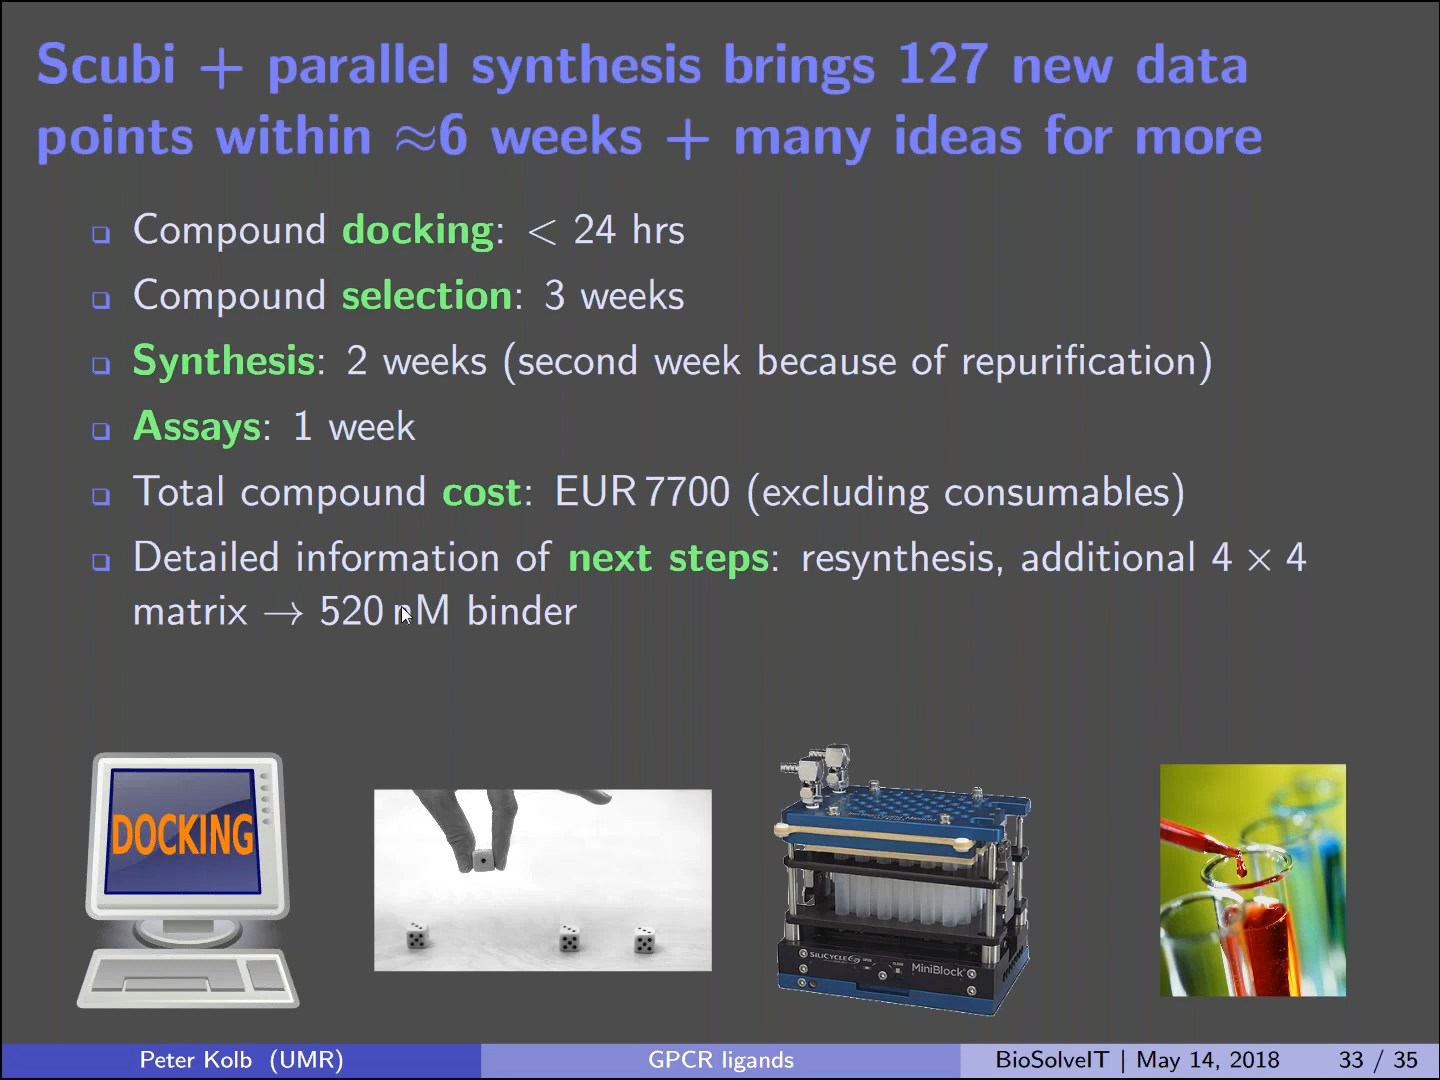 Scubi + parallel synthesis brings 127 new data
points within ≈6 weeks + many ideas for more
Compound docking: < 24 hrs
Compound selection: 3 weeks
Synthesis: 2 weeks (second week because of repurification)
Assays: 1 week
Total compound cost: EUR 7700 (excluding consumables)
Detailed information of next steps: resynthesis, additional 4 × 4
matrix → 520 nM binder
DOCKING
SILICYCLE
MiniBlock
Peter Kolb (UMR)
GPCR ligands
BioSolveIT | May 14, 2018
33 / 35